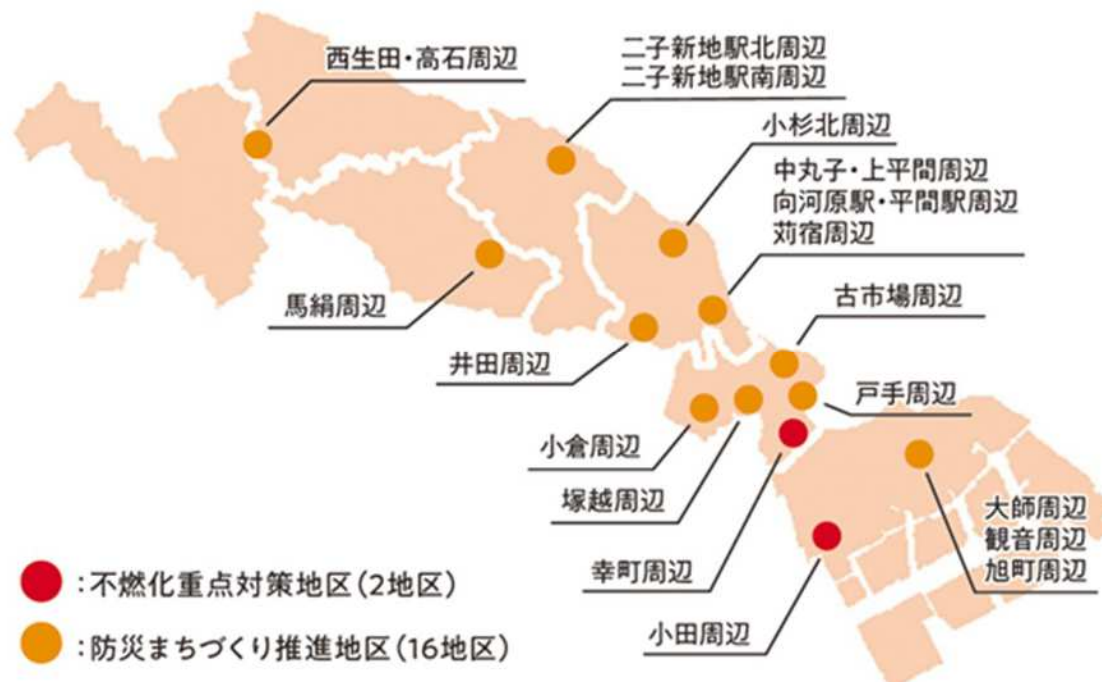 西生田・高石周辺
二子新地駅北周辺
二子新地駅南周辺
小杉北周辺
中丸子・上平間周辺
向河原駅・平間駅周辺
苅宿周辺
馬絹周辺
古市場周辺
井田周辺
戸手周辺
小倉周辺
塚越周辺
大師周辺
観音周辺
旭町周辺
幸町周辺
小田周辺
:不燃化重点対策地区(2地区)
:防災まちづくり推進地区(16地区)